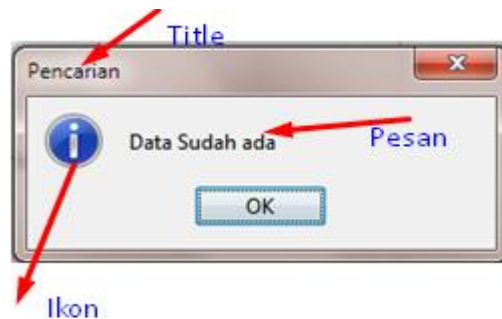 Title
Pencarian
Data Sudah ada
Pesan
OK
Ikon